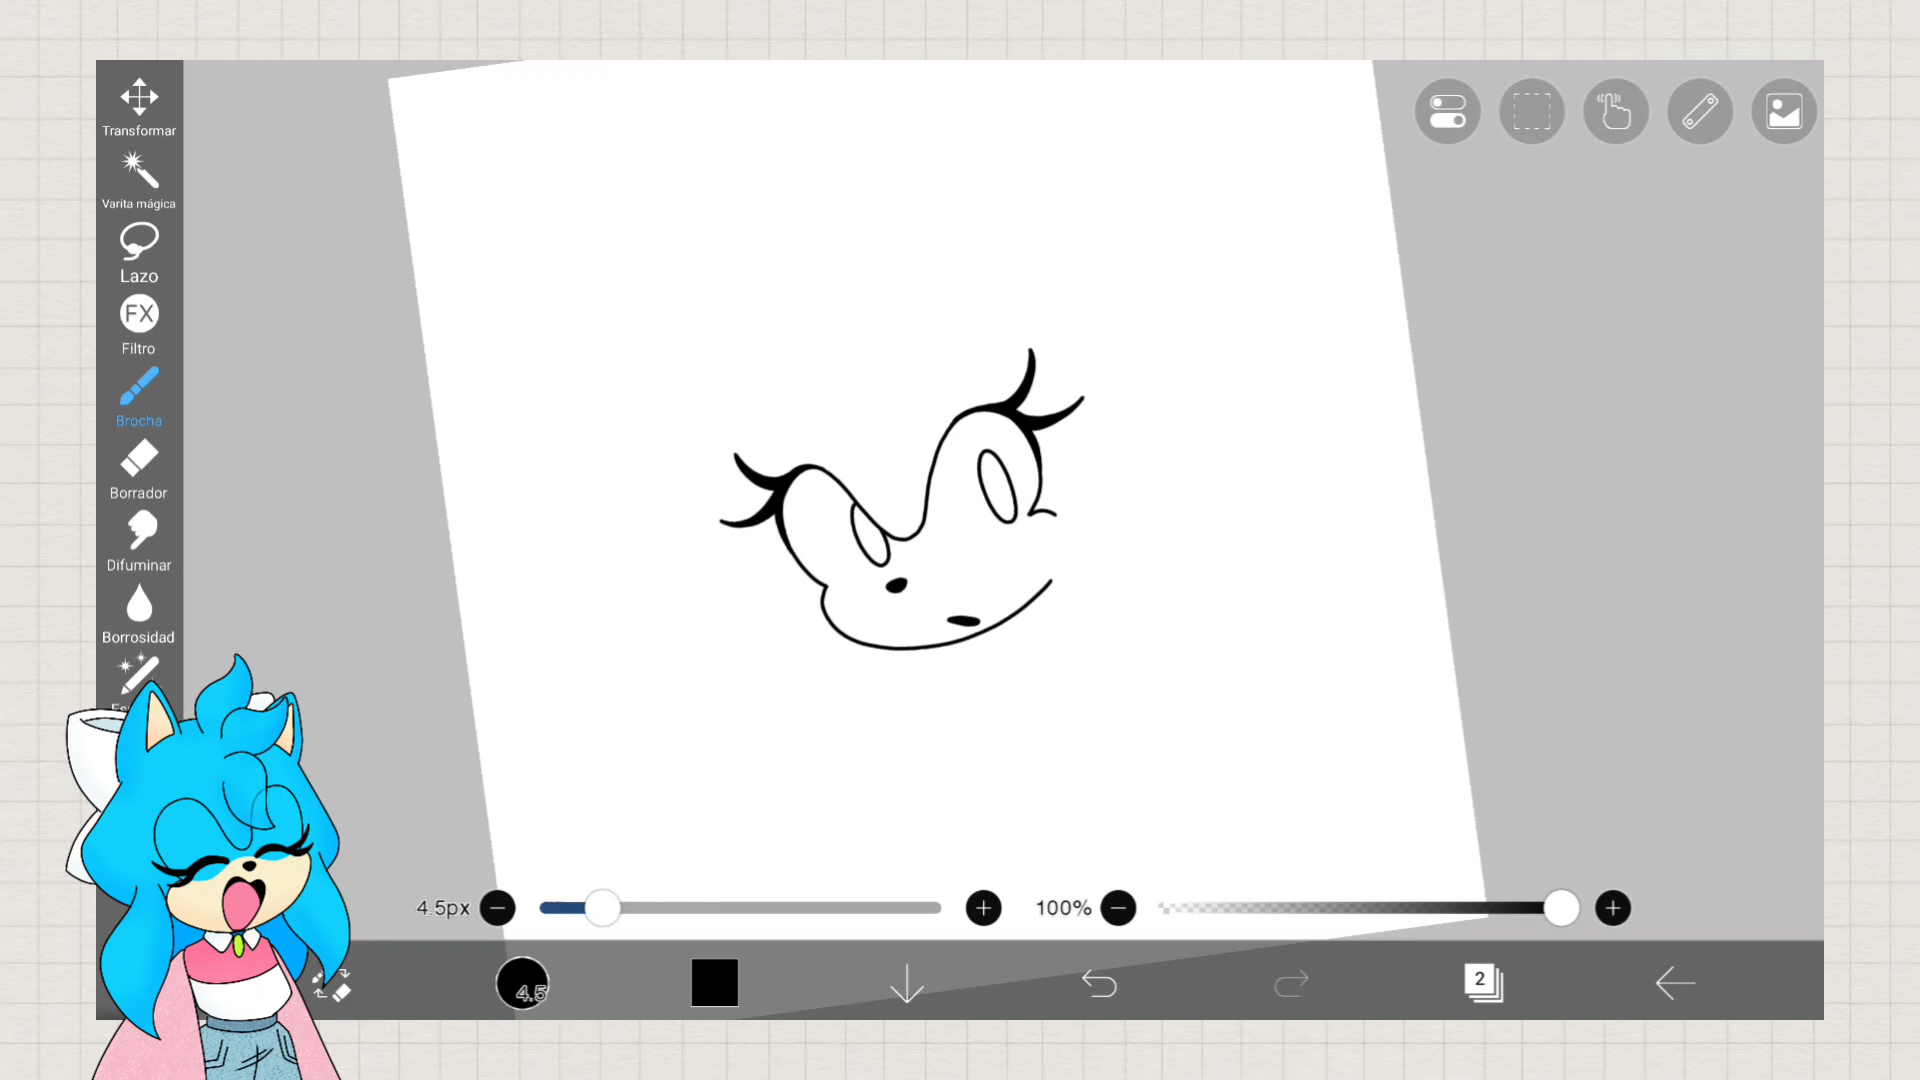 Transformar
Varita mágica
Lazo
FX
Filtro
Brocha
Borrador
Difuminar
Borrosidad
4.5px
100%
4.5
2